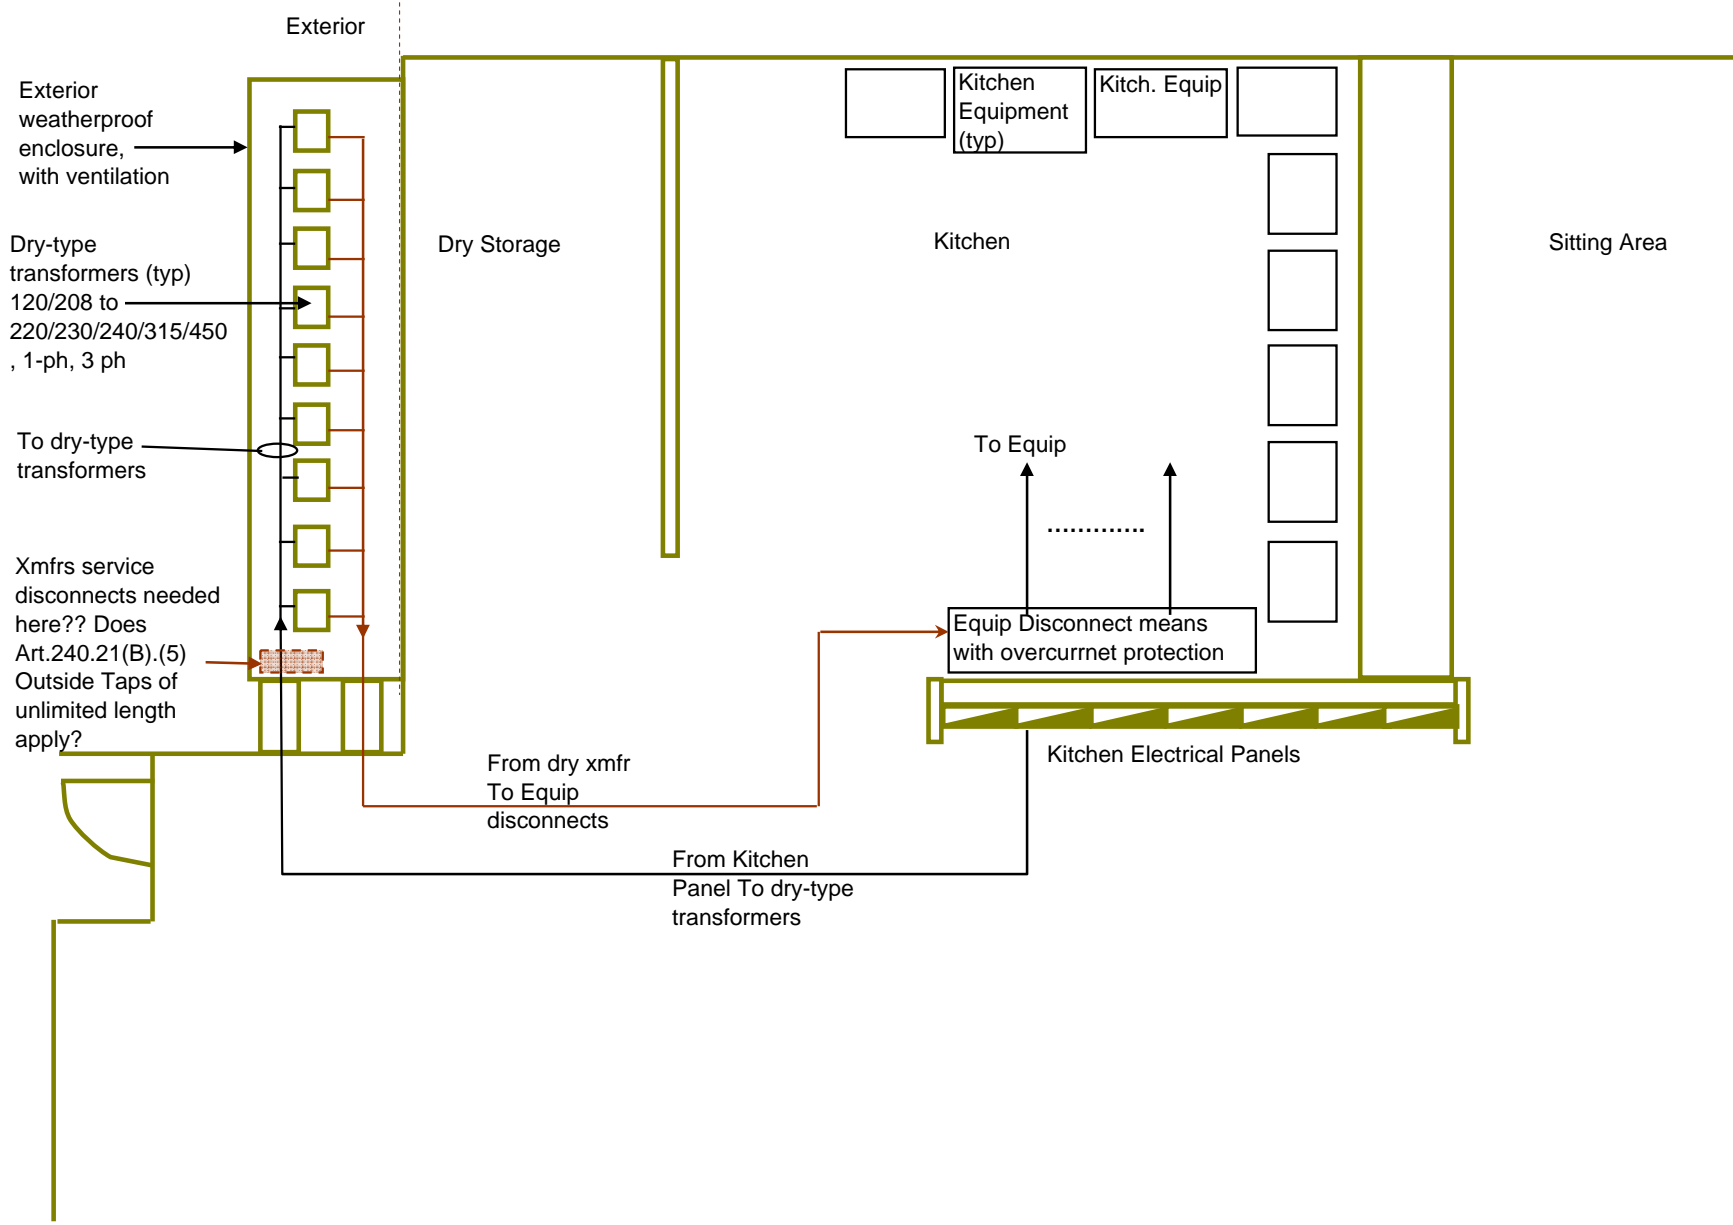 Exterior
Exterior
weatherproof
enclosure,
with ventilation
Kitchen
Equipment
(typ)
Kitch. Equip
Dry-type
transformers (typ)
120/208 to
220/230/240/315/450
, 1-ph, 3 ph
Dry Storage
Kitchen
Sitting Area
To dry-type
transformers
To Equip
.............
Xmfrs service
disconnects needed
here?? Does
Art.240.21(B).(5)
Outside Taps of
unlimited length
apply?
Equip Disconnect means
with overcurrnet protection
Kitchen Electrical Panels
From dry xmfr
To Equip
disconnects
From Kitchen
Panel To dry-type
transformers